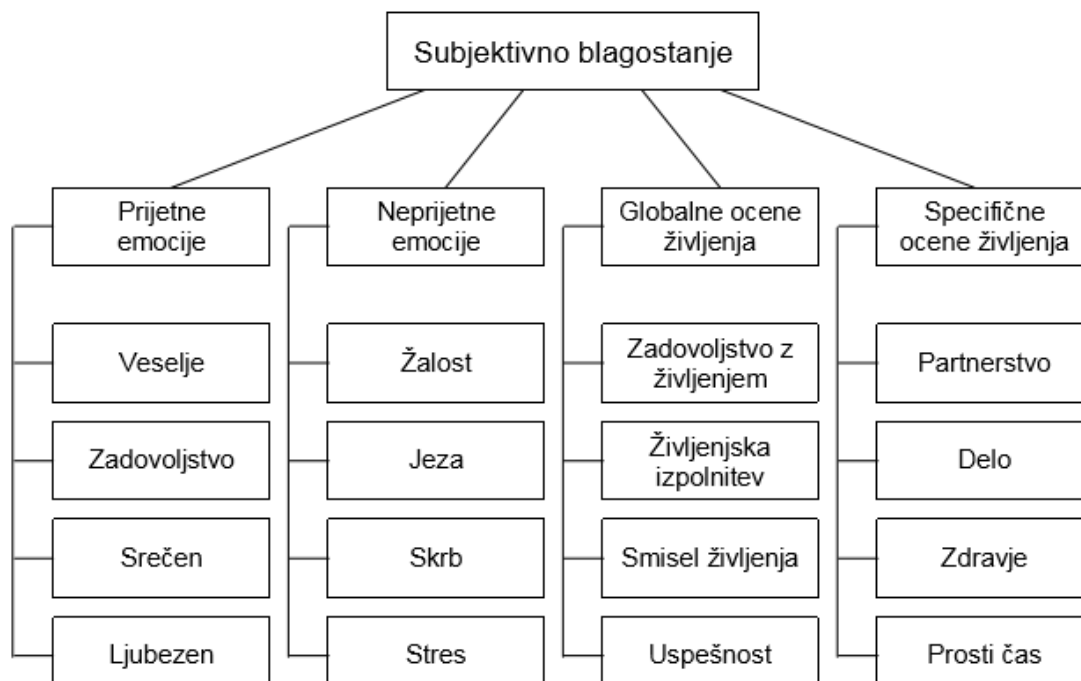 Subjektivno blagostanje
Prijetne
emocije
Neprijetne
emocije
Globalne ocene
življenja
Specifične
ocene življenja
Veselje
Žalost
Zadovoljstvo z
življenjem
Partnerstvo
Zadovoljstvo
Jeza
Življenjska
izpolnitev
Delo
Srečen
Skrb
Smisel življenja
Zdravje
Ljubezen
Stres
Uspešnost
Prosti čas